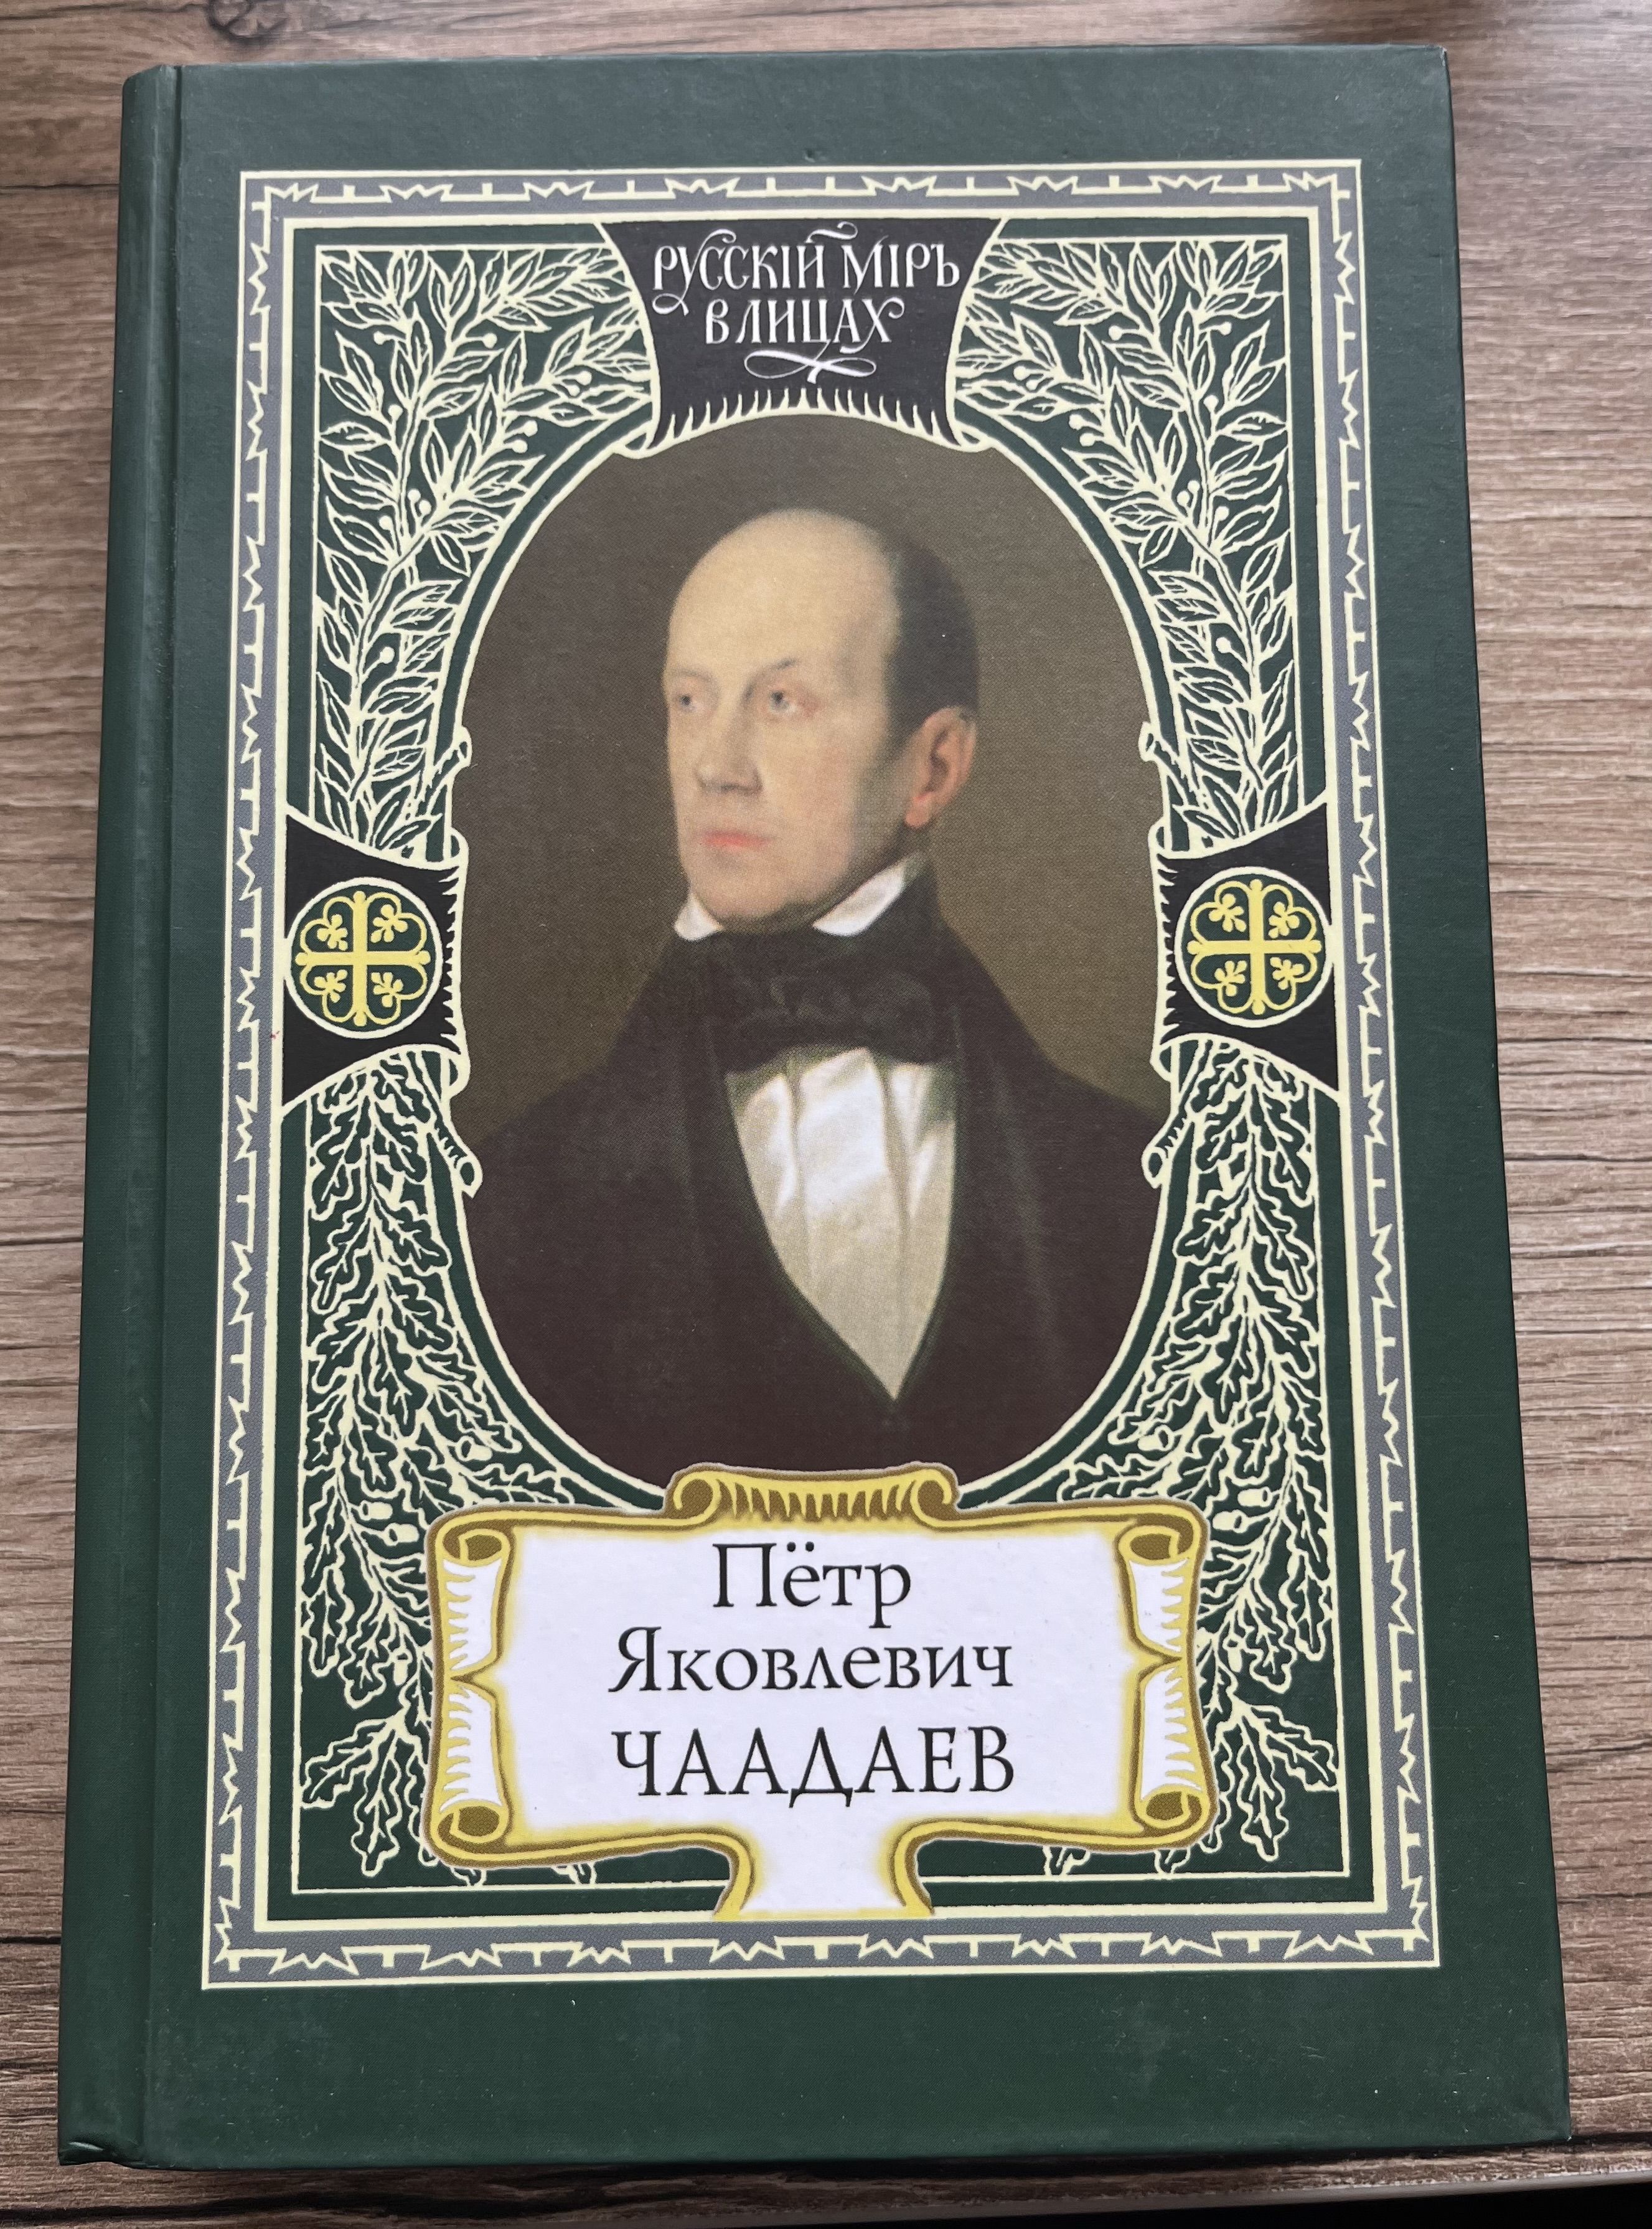 РУССКІЙ МІРЪ
В ЛИЦАХ
Пётр
Яковлевич
ЧААДАЕВ